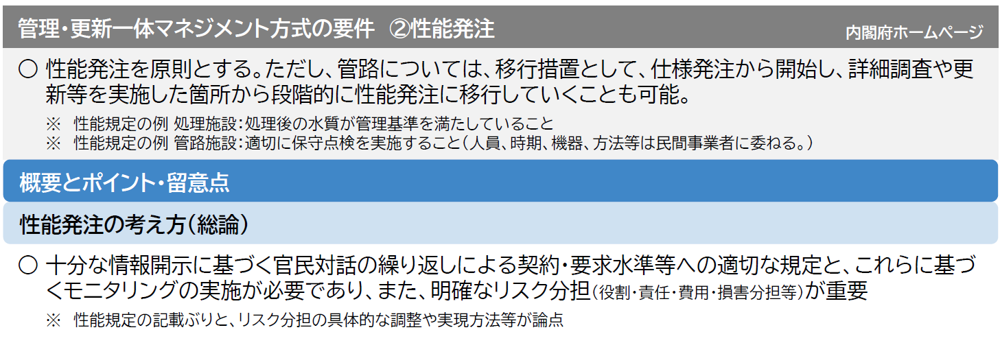 管理・更新一体マネジメント方式の要件　②性能発注
内閣府ホームページ
○ 性能発注を原則とする。ただし、管路については、移行措置として、仕様発注から開始し、詳細調査や更
新等を実施した箇所から段階的に性能発注に移行していくことも可能。
※　性能規定の例 処理施設：処理後の水質が管理基準を満たしていること
※　性能規定の例 管路施設：適切に保守点検を実施すること（人員、時期、機器、方法等は民間事業者に委ねる。）
概要とポイント・留意点
性能発注の考え方（総論）
○ 十分な情報開示に基づく官民対話の繰り返しによる契約・要求水準等への適切な規定と、これらに基づ
くモニタリングの実施が必要であり、また、明確なリスク分担（役割・責任・費用・損害分担等）が重要
※　性能規定の記載ぶりと、リスク分担の具体的な調整や実現方法等が論点